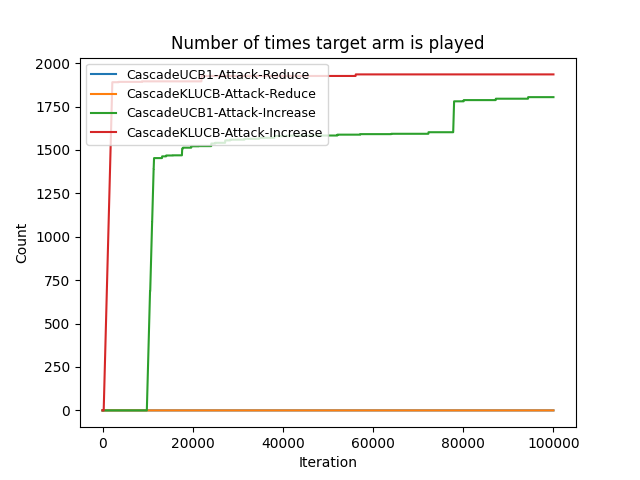 Number of times target arm is played
2000
1750
1500
1250
1000
750
500
250
0
Count
CascadeUCB1-Attack-Reduce
CascadeKLUCB-Attack-Reduce
CascadeUCB1-Attack-Increase
CascadeKLUCB-Attack-Increase
0 20000 40000 60000 80000 100000
Iteration